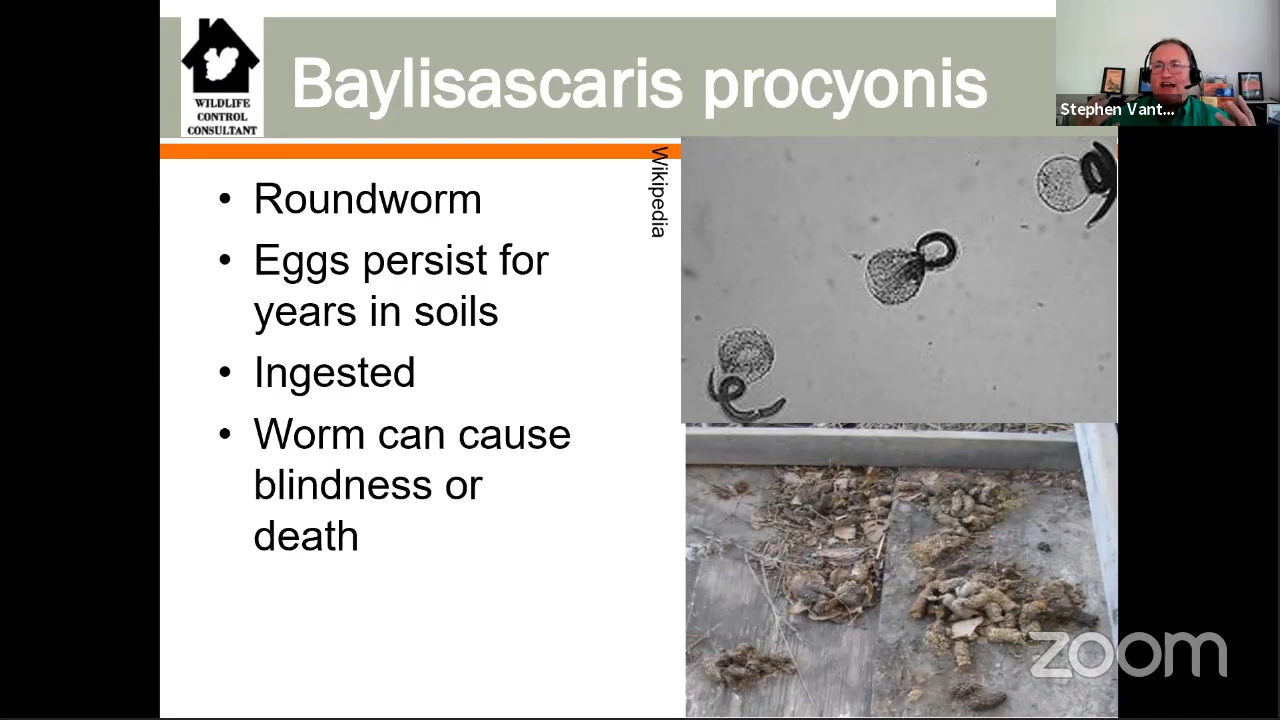 WILDLIFE
CONTROL
CONSULTANT
Baylisascaris procyonis
Stephen Vant...
Wikipedia
• Roundworm
• Eggs persist for
years in soils
• Ingested
• Worm can cause
blindness or
death
zoom